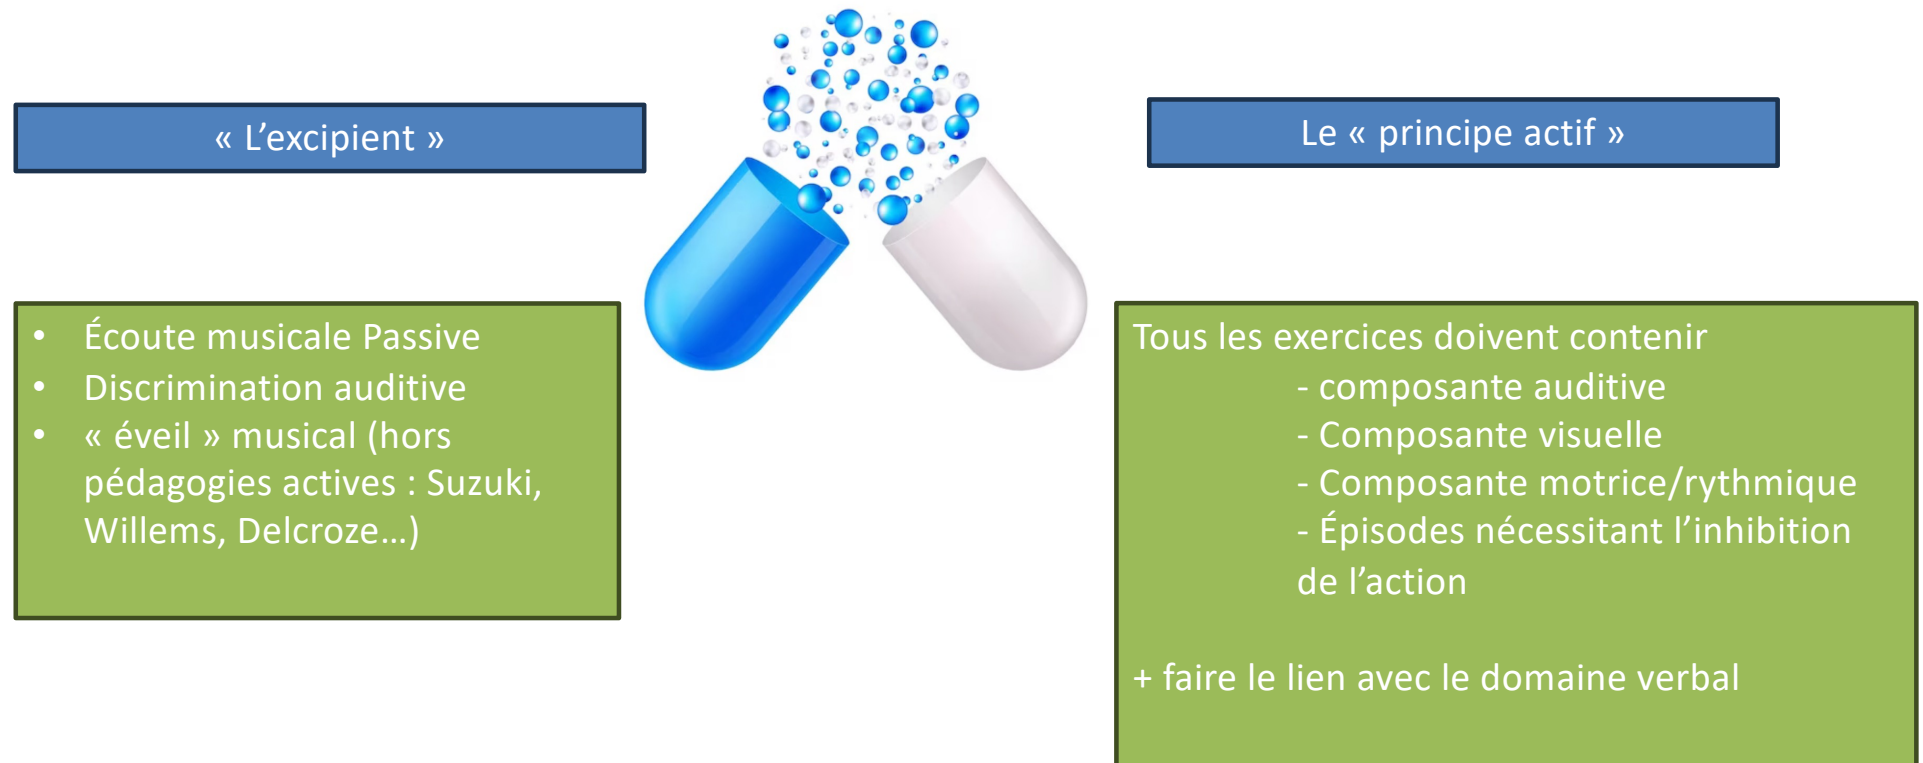 « L’excipient »
Le « principe actif »
• Écoute musicale Passive
• Discrimination auditive
• « éveil » musical (hors
pédagogies actives : Suzuki,
Willems, Delcroze…)
Tous les exercices doivent contenir
- composante auditive
- Composante visuelle
- Composante motrice/rythmique
- Épisodes nécessitant l’inhibition
de l’action
+ faire le lien avec le domaine verbal